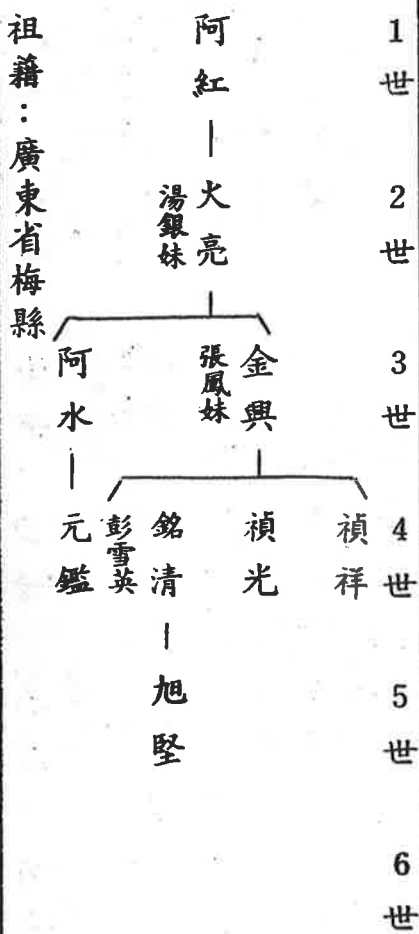 1世
2世
3世
4世
5世
6世
阿紅
火亮
湯銀妹
金興
張鳳妹
阿水
禎祥
禎光
銘清
彭雪英
元鑑
旭堅
祖籍：廣東省梅縣